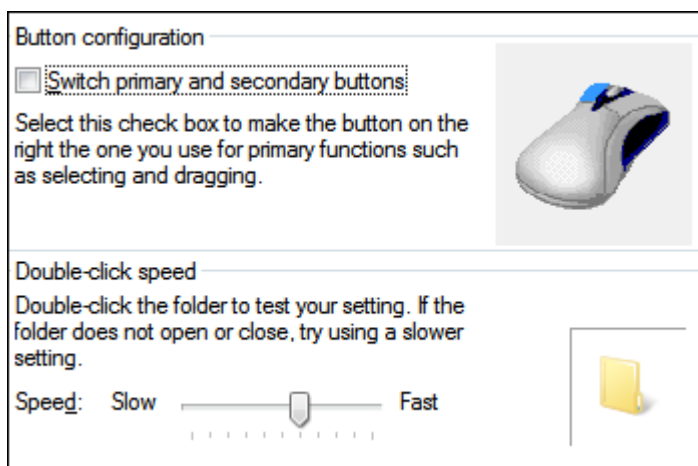 Button configuration
Switch primary and secondary buttons
Select this check box to make the button on the
right the one you use for primary functions such
as selecting and dragging.
Double-click speed
Double-click the folder to test your setting. If the
folder does not open or close, try using a slower
setting.
Speed: Slow Fast